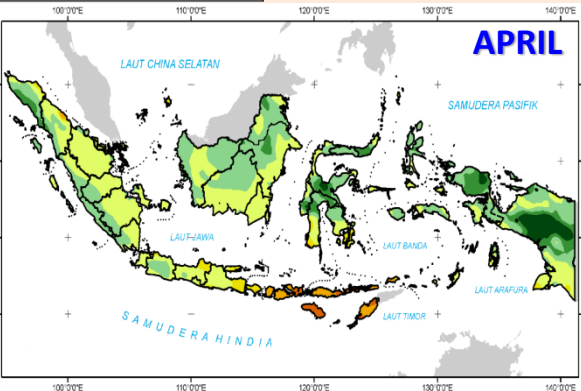 100°0'0"E 110°0'0"E 120°0'0"E 130°0'0"E 140°0'0"E
APRIL
LAUT CHINA SELATAN
SAMUDERA PASIFIK
LAUT JAWA
LAUT BANDA
LAUT ARAFURA
LAUT TIMOR
SAMUDERA HINDIA
100°0'0"E 110°0'0"E 120°0'0"E 130°0'0"E 140°0'0"E